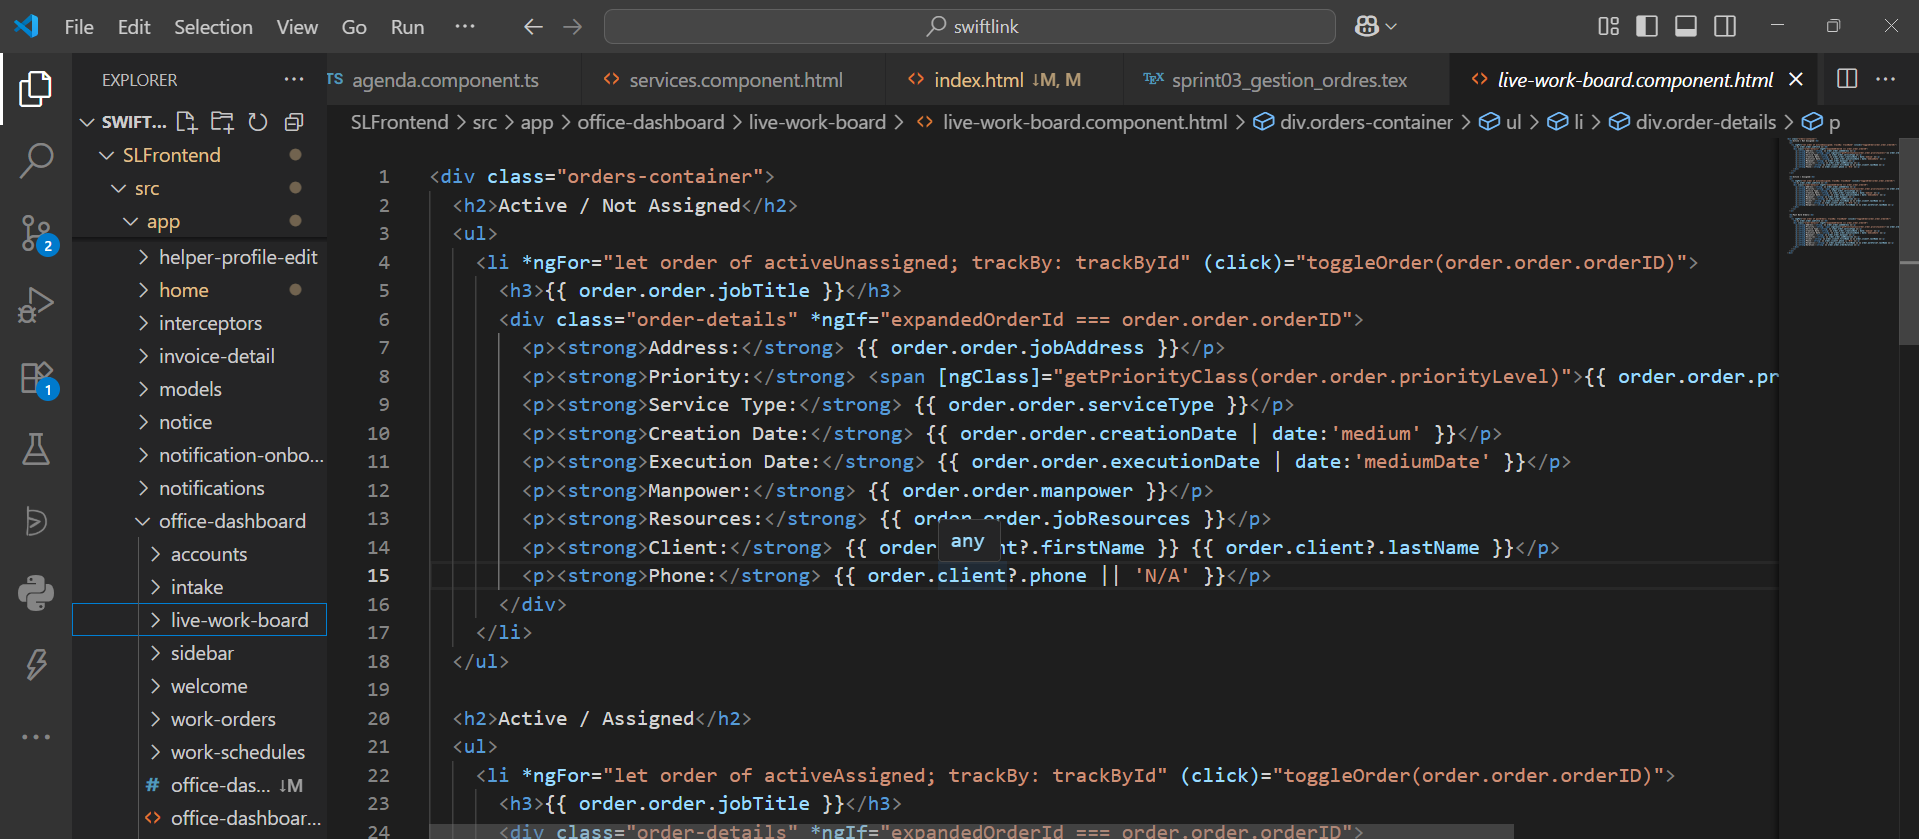 File Edit Selection View Go Run ··· swiftlink
EXPLORER ···
TS agenda.component.ts <> services.component.html <> index.html ↓M, M TEX sprint03_gestion_ordres.tex <> live-work-board.component.html ···
SWIFT...
SLFrontend > src > app > office-dashboard > live-work-board > <> live-work-board.component.html > div.orders-container > ul > li > div.order-details > p
SLFrontend
src
app
helper-profile-edit
home
interceptors
invoice-detail
models
notice
notification-onbo...
notifications
office-dashboard
accounts
intake
live-work-board
sidebar
welcome
work-orders
work-schedules
# office-das... ↓M
<> office-dashboar...
2
1
1 <div class="orders-container">
2 <h2>Active / Not Assigned</h2>
3 <ul>
4 <li *ngFor="let order of activeUnassigned; trackBy: trackById" (click)="toggleOrder(order.order.orderID)">
5 <h3>{{ order.order.jobTitle }}</h3>
6 <div class="order-details" *ngIf="expandedOrderId === order.order.orderID">
7 <p><strong>Address:</strong> {{ order.order.jobAddress }}</p>
8 <p><strong>Priority:</strong> <span [ngClass]="getPriorityClass(order.order.priorityLevel)">{{ order.order.pr
9 <p><strong>Service Type:</strong> {{ order.order.serviceType }}</p>
10 <p><strong>Creation Date:</strong> {{ order.order.creationDate | date:'medium' }}</p>
11 <p><strong>Execution Date:</strong> {{ order.order.executionDate | date:'mediumDate' }}</p>
12 <p><strong>Manpower:</strong> {{ order.order.manpower }}</p>
13 <p><strong>Resources:</strong> {{ order.order.jobResources }}</p>
any
14 <p><strong>Client:</strong> {{ order nt?.firstName }} {{ order.client?.lastName }}</p>
15 <p><strong>Phone:</strong> {{ order.client?.phone || 'N/A' }}</p>
16 </div>
17 </li>
18 </ul>
19
20 <h2>Active / Assigned</h2>
21 <ul>
22 <li *ngFor="let order of activeAssigned; trackBy: trackById" (click)="toggleOrder(order.order.orderID)">
23 <h3>{{ order.order.jobTitle }}</h3>
24 <div class="order-details" *ngIf="expandedOrderId === order.order.orderID">